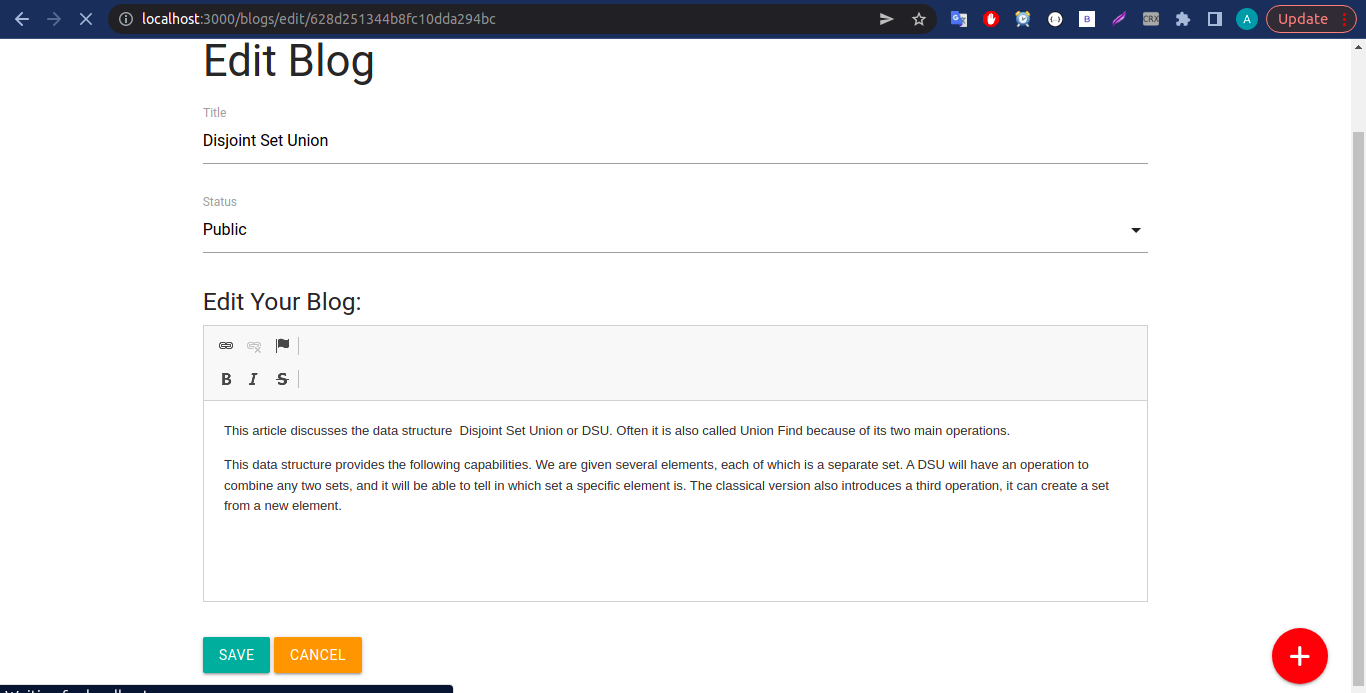 localhost:3000/blogs/edit/628d251344b8fc10dda294bc
CRX
A
Update
Edit Blog
Title
Disjoint Set Union
Status
Public
Edit Your Blog:
B I S
This article discusses the data structure  Disjoint Set Union or DSU. Often it is also called Union Find because of its two main operations.
This data structure provides the following capabilities. We are given several elements, each of which is a separate set. A DSU will have an operation to
combine any two sets, and it will be able to tell in which set a specific element is. The classical version also introduces a third operation, it can create a set
from a new element.
SAVE CANCEL